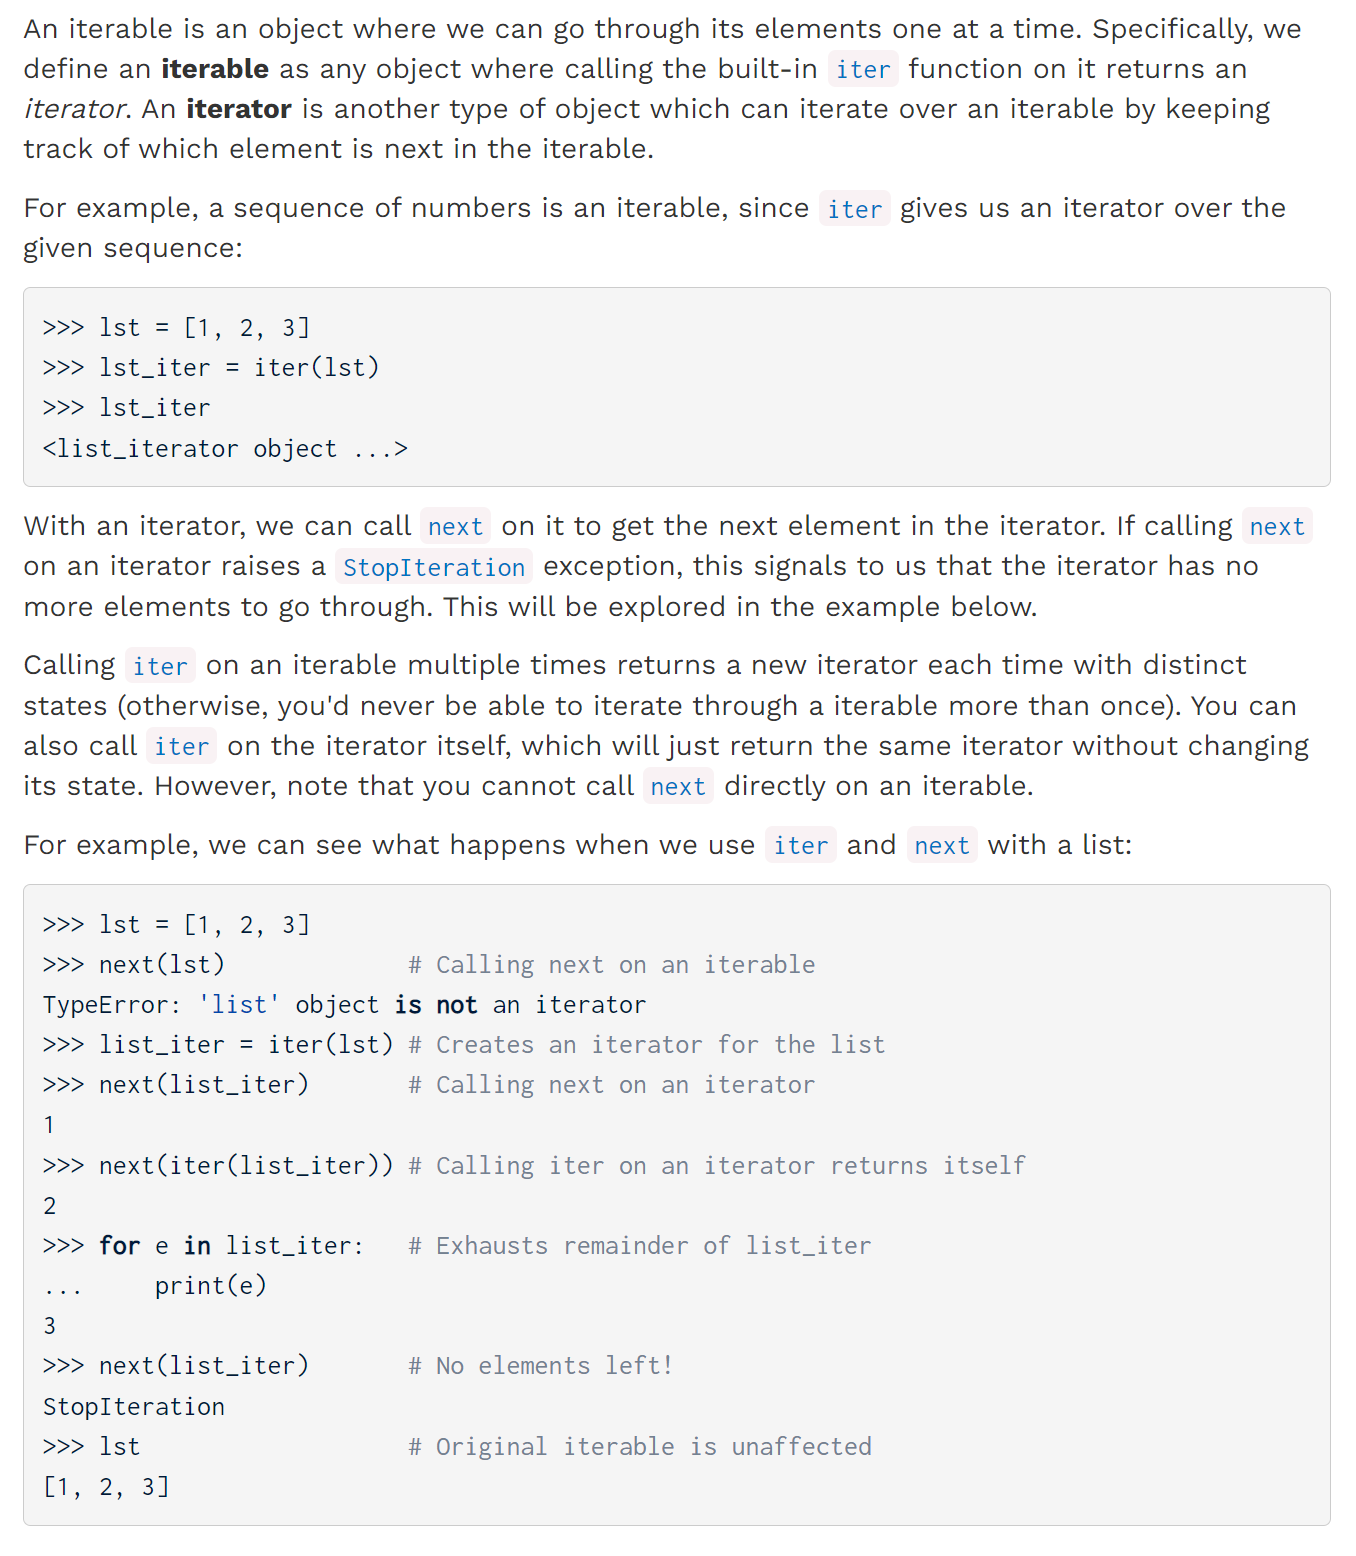 An iterable is an object where we can go through its elements one at a time. Specifically, we
define an iterable as any object where calling the built-in iter function on it returns an
iterator. An iterator is another type of object which can iterate over an iterable by keeping
track of which element is next in the iterable.
For example, a sequence of numbers is an iterable, since iter gives us an iterator over the
given sequence:
>>> lst = [1, 2, 3]
>>> lst_iter = iter(lst)
>>> lst_iter
<list_iterator object ...>
With an iterator, we can call next on it to get the next element in the iterator. If calling next
on an iterator raises a StopIteration exception, this signals to us that the iterator has no
more elements to go through. This will be explored in the example below.
Calling iter on an iterable multiple times returns a new iterator each time with distinct
states (otherwise, you'd never be able to iterate through a iterable more than once). You can
also call iter on the iterator itself, which will just return the same iterator without changing
its state. However, note that you cannot call next directly on an iterable.
For example, we can see what happens when we use iter and next with a list:
>>> lst = [1, 2, 3]
>>> next(lst)             # Calling next on an iterable
TypeError: 'list' object is not an iterator
>>> list_iter = iter(lst) # Creates an iterator for the list
>>> next(list_iter)       # Calling next on an iterator
1
>>> next(iter(list_iter)) # Calling iter on an iterator returns itself
2
>>> for e in list_iter:   # Exhausts remainder of list_iter
...     print(e)
3
>>> next(list_iter)       # No elements left!
StopIteration
>>> lst                   # Original iterable is unaffected
[1, 2, 3]